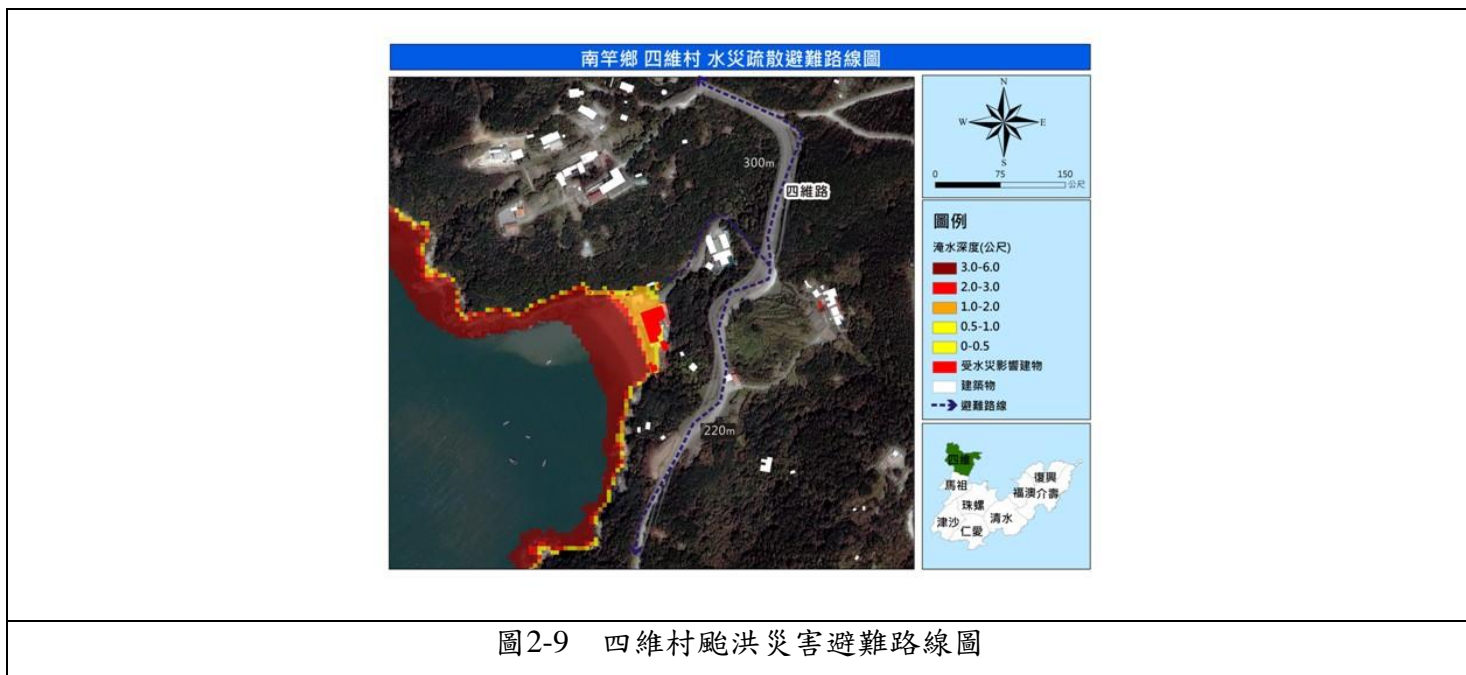 南竿鄉 四維村 水災疏散避難路線圖
300m
四維路
220m
N
W
E
S
0 75 150
公尺
圖例
淹水深度(公尺)
3.0-6.0
2.0-3.0
1.0-2.0
0.5-1.0
0-0.5
受水災影響建物
建築物
避難路線
四維
馬祖
復興
福澳 介壽
珠螺
清水
津沙
仁愛
圖2-9 四維村颱洪災害避難路線圖